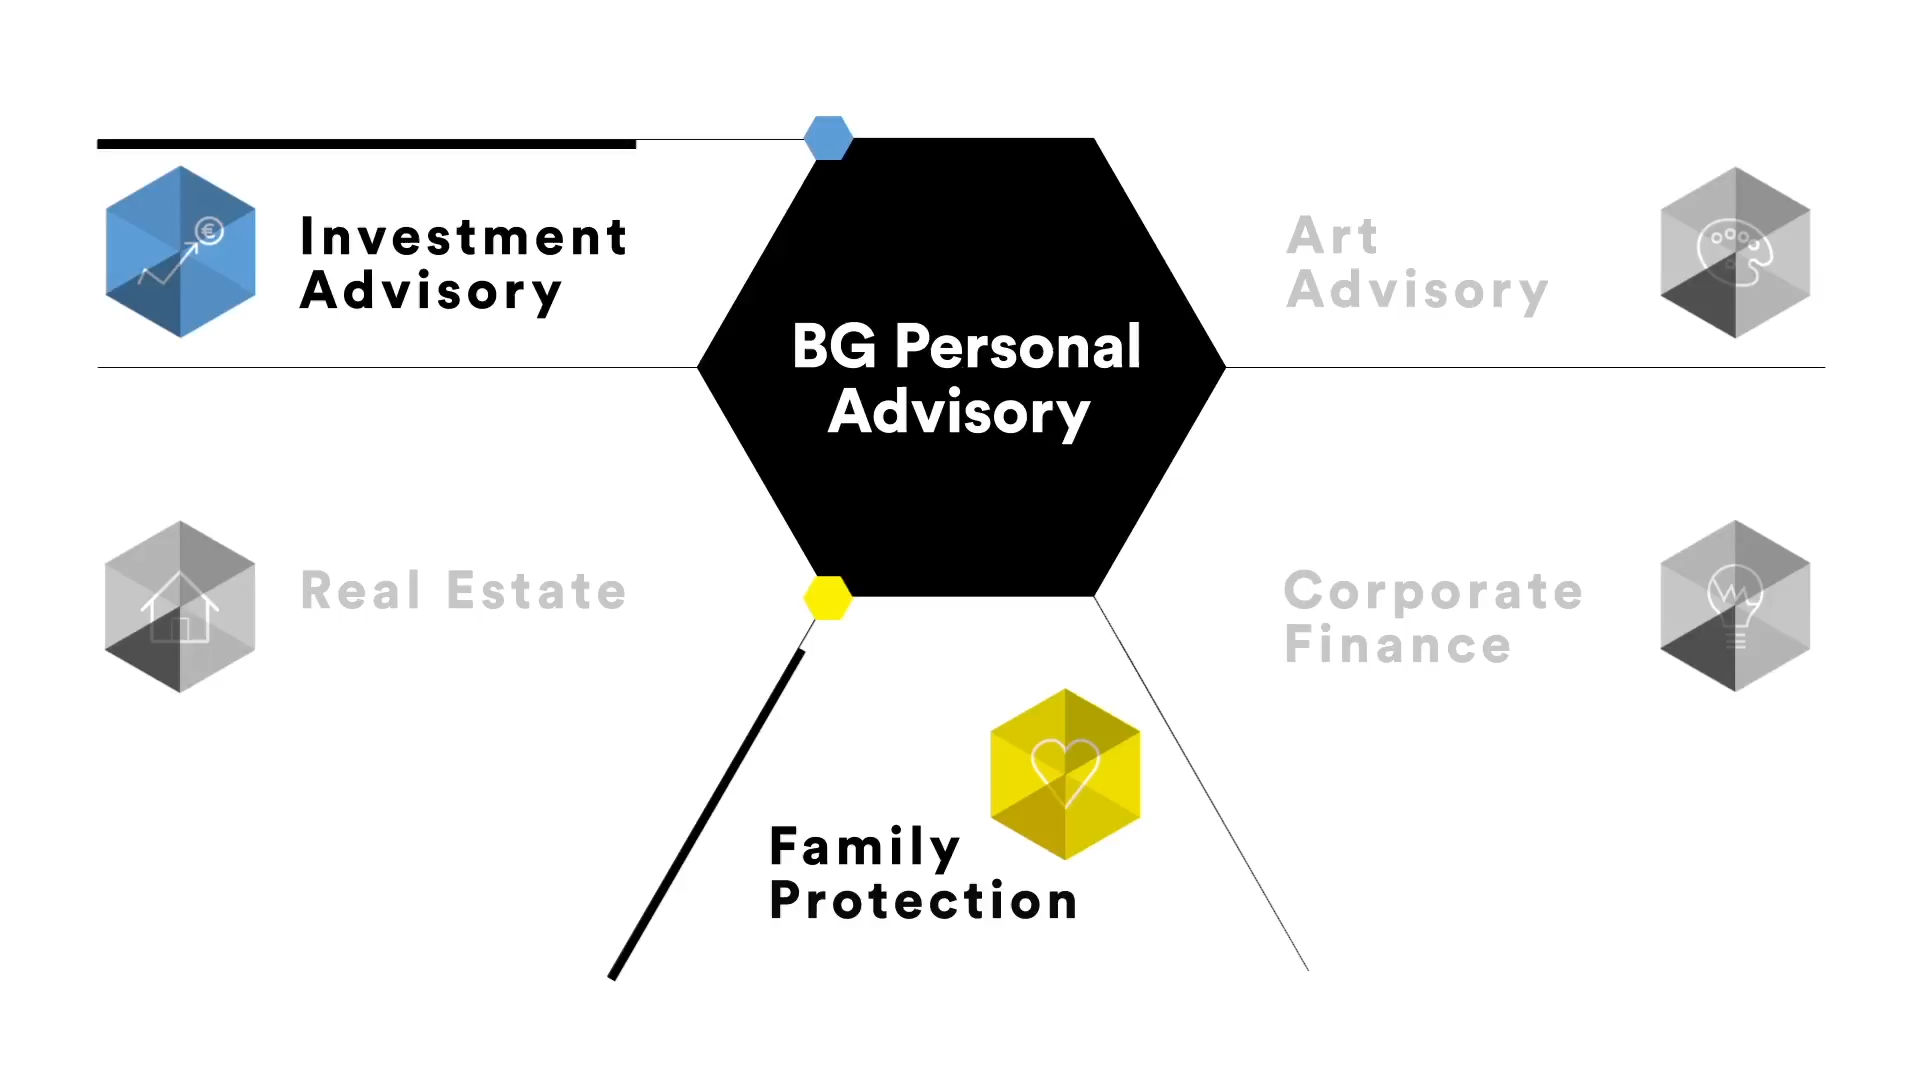 Investment
Advisory
BG Personal
Advisory
Art
Advisory
Real Estate
Corporate
Finance
Family
Protection